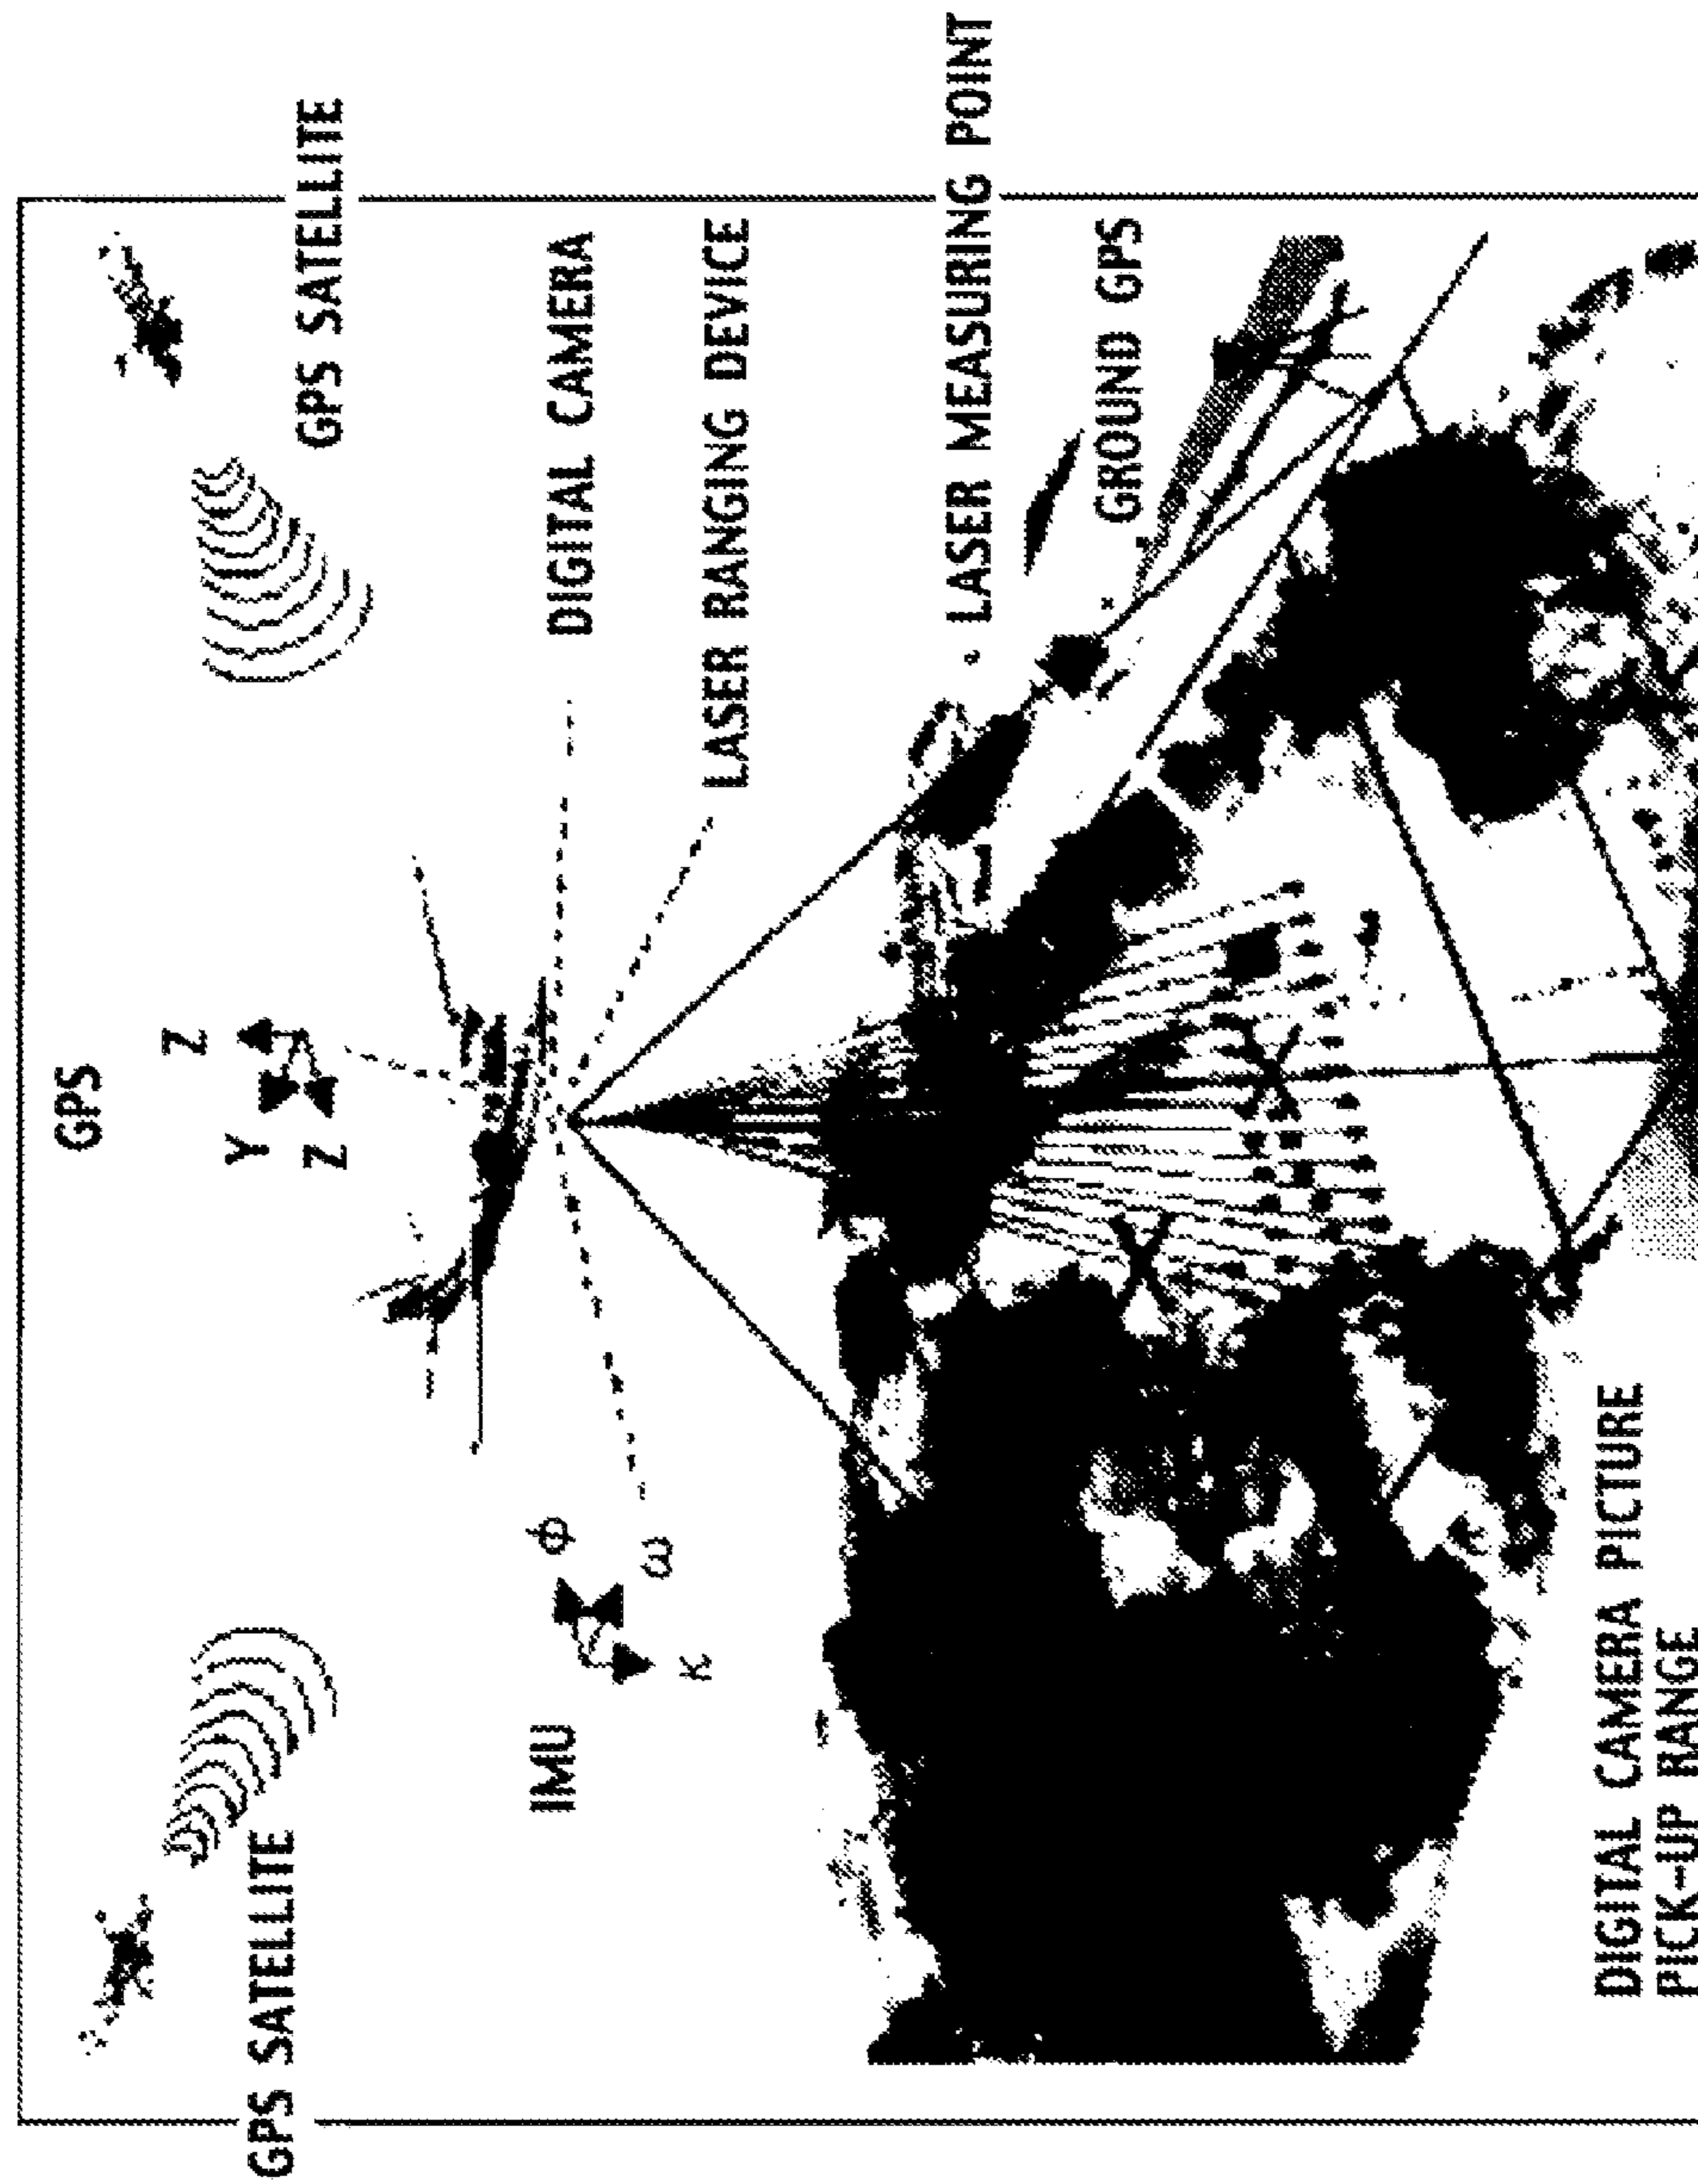 GPS
Z
Y
Z
GPS SATELLITE
GPS SATELLITE
DIGITAL CAMERA
IMU
Φ
ω
κ
LASER RANGING DEVICE
LASER MEASURING POINT
GROUND GPS
DIGITAL CAMERA PICTURE
PICK-UP RANGE